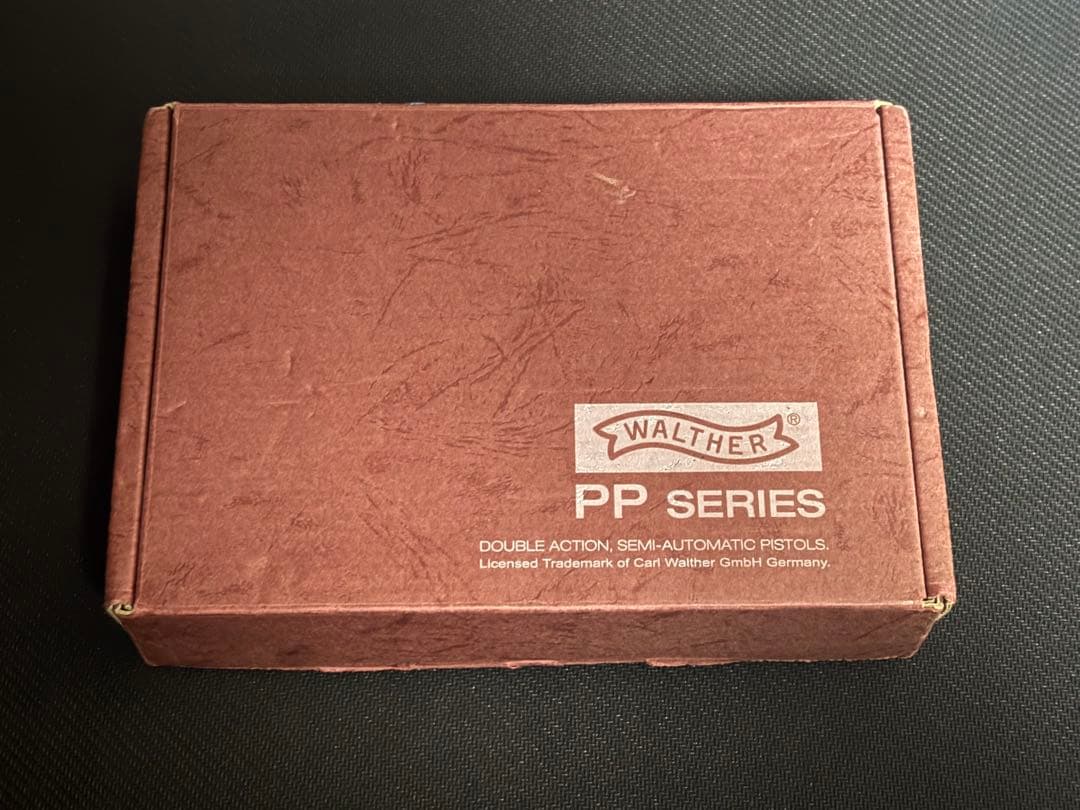 WALTHER ®
PP SERIES
DOUBLE ACTION, SEMI-AUTOMATIC PISTOLS.
Licensed Trademark of Carl Walther GmbH Germany.